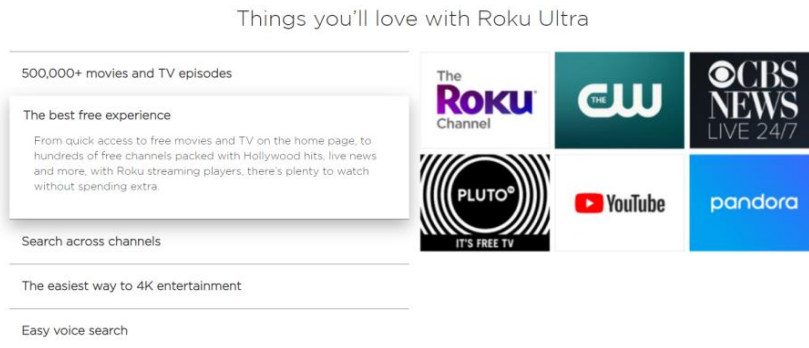 Things you'll love with Roku Ultra
500,000+ movies and TV episodes
The best free experience
From quick access to free movies and TV on the home page, to
hundreds of free channels packed with Hollywood hits, live news
and more, with Roku streaming players, there's plenty to watch
without spending extra.
Search across channels
The easiest way to 4K entertainment
Easy voice search
The
ROKU
Channel
THE CW
CBS
NEWS
LIVE 24/7
PLUTO TV
IT'S FREE TV
YouTube
pandora